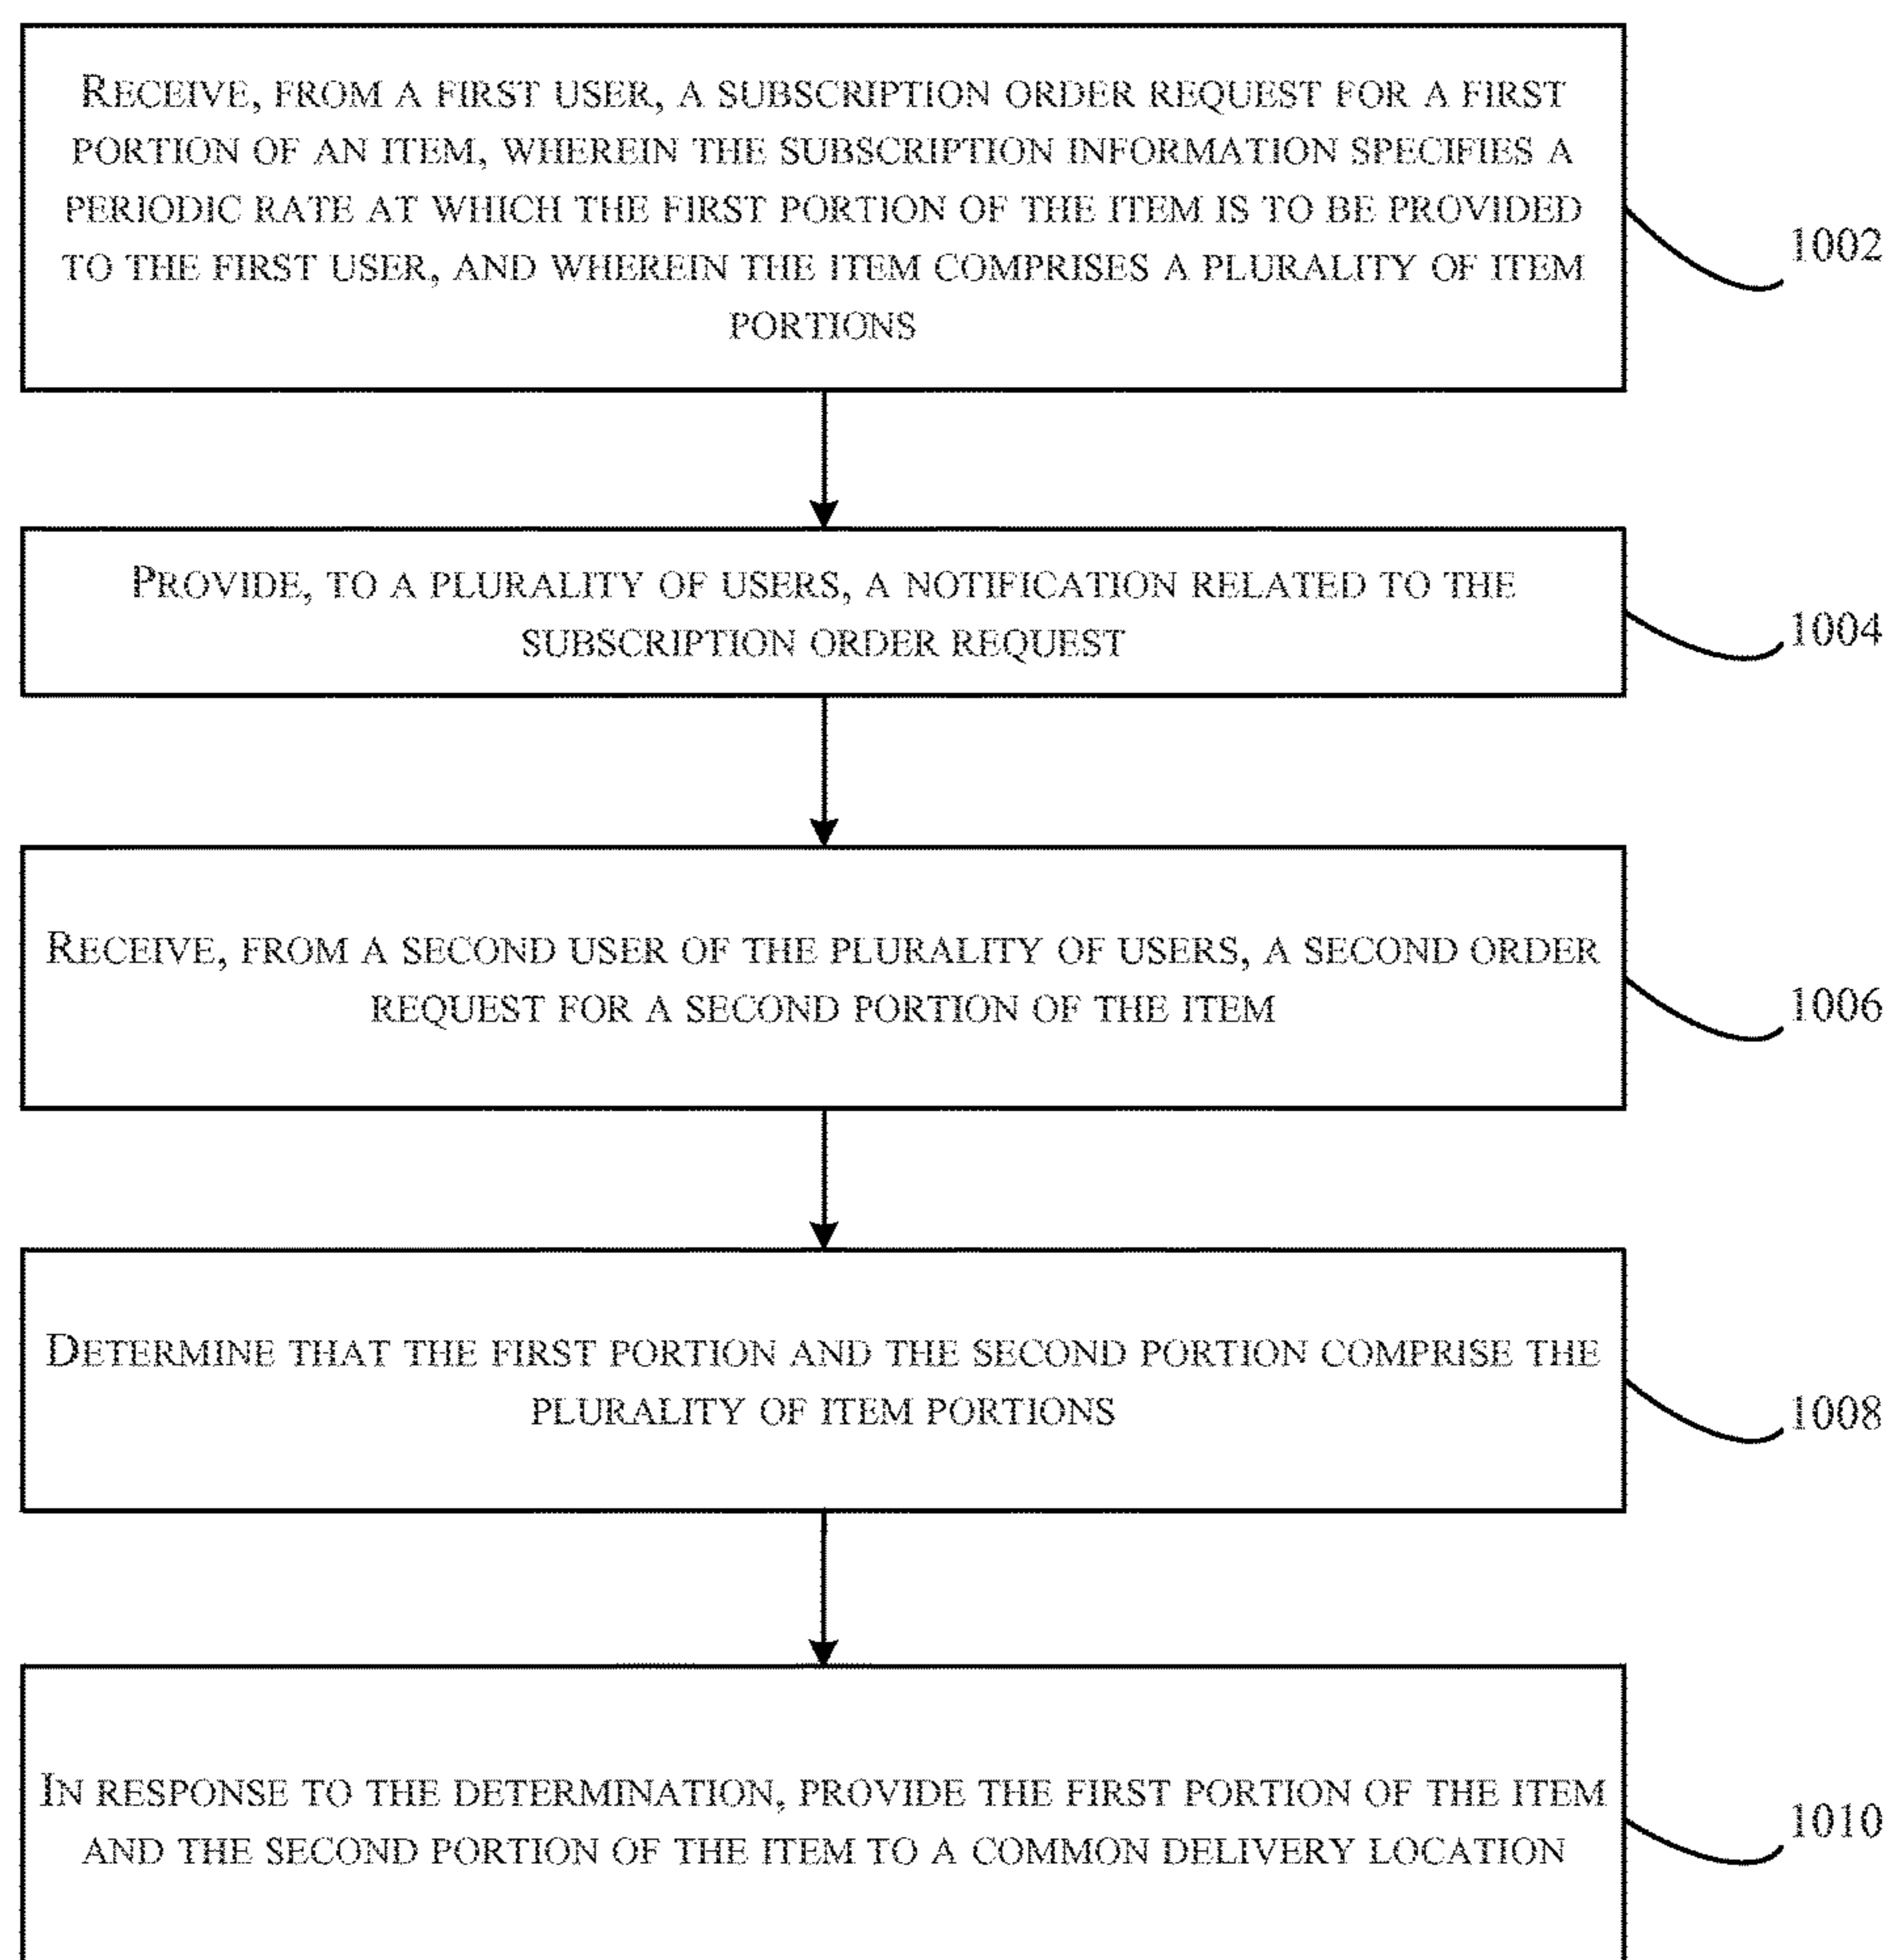 RECEIVE, FROM A FIRST USER, A SUBSCRIPTION ORDER REQUEST FOR A FIRST
PORTION OF AN ITEM, WHEREIN THE SUBSCRIPTION INFORMATION SPECIFIES A
PERIODIC RATE AT WHICH THE FIRST PORTION OF THE ITEM IS TO BE PROVIDED
TO THE FIRST USER, AND WHEREIN THE ITEM COMPRISES A PLURALITY OF ITEM
PORTIONS
1002
PROVIDE, TO A PLURALITY OF USERS, A NOTIFICATION RELATED TO THE
SUBSCRIPTION ORDER REQUEST
1004
RECEIVE, FROM A SECOND USER OF THE PLURALITY OF USERS, A SECOND ORDER
REQUEST FOR A SECOND PORTION OF THE ITEM
1006
DETERMINE THAT THE FIRST PORTION AND THE SECOND PORTION COMPRISE THE
PLURALITY OF ITEM PORTIONS
1008
IN RESPONSE TO THE DETERMINATION, PROVIDE THE FIRST PORTION OF THE ITEM
AND THE SECOND PORTION OF THE ITEM TO A COMMON DELIVERY LOCATION
1010